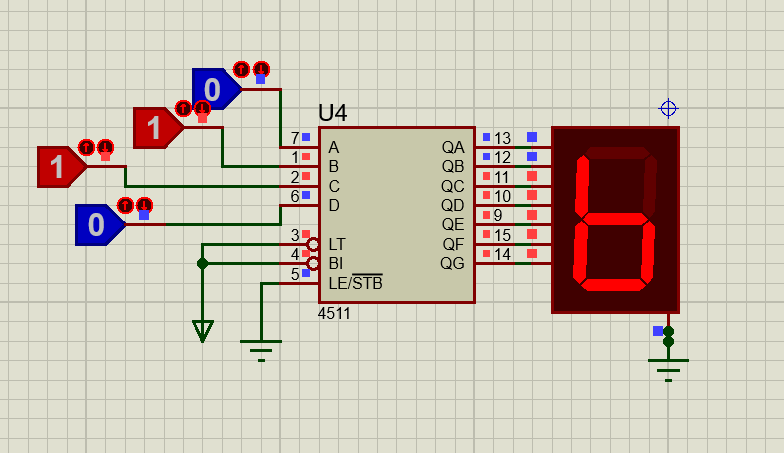 0
1
1
0
U4
7 A QA 13
1 B QB 12
2 C QC 11
6 D QD 10
QE 9
3 LT QF 15
4 BI QG 14
5 LE/STB
4511